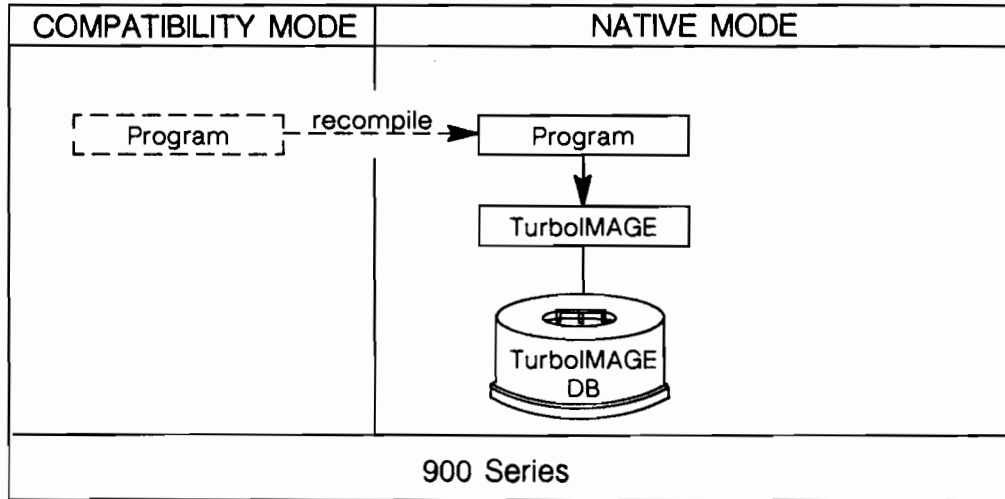 COMPATIBILITY MODE
NATIVE MODE
Program
recompile
Program
TurboIMAGE
TurboIMAGE
DB
900 Series